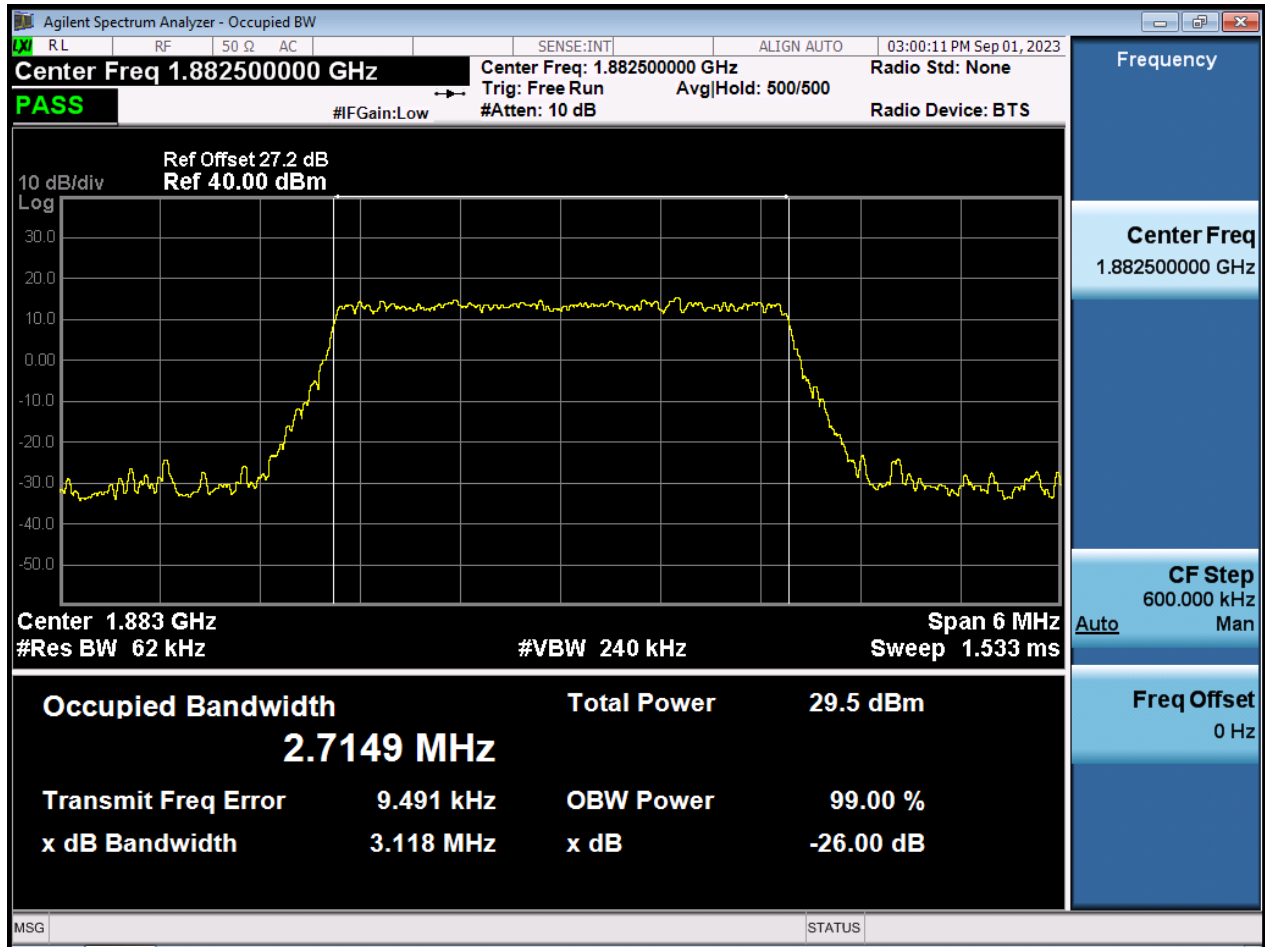 Agilent Spectrum Analyzer - Occupied BW
LXI RL RF 50 Ω AC SENSE:INT ALIGN AUTO 03:00:11 PM Sep 01, 2023
Center Freq 1.882500000 GHz
PASS
#IFGain:Low
Center Freq: 1.882500000 GHz
Trig: Free Run Avg|Hold: 500/500
#Atten: 10 dB
Radio Std: None
Radio Device: BTS
Ref Offset 27.2 dB
10 dB/div Ref 40.00 dBm
Log
30.0
20.0
10.0
0.00
-10.0
-20.0
-30.0
-40.0
-50.0
Center 1.883 GHz Span 6 MHz
#Res BW 62 kHz #VBW 240 kHz Sweep 1.533 ms
Occupied Bandwidth Total Power 29.5 dBm
2.7149 MHz
Transmit Freq Error 9.491 kHz OBW Power 99.00 %
x dB Bandwidth 3.118 MHz x dB -26.00 dB
MSG STATUS
Frequency
Center Freq
1.882500000 GHz
CF Step
600.000 kHz
Auto Man
Freq Offset
0 Hz